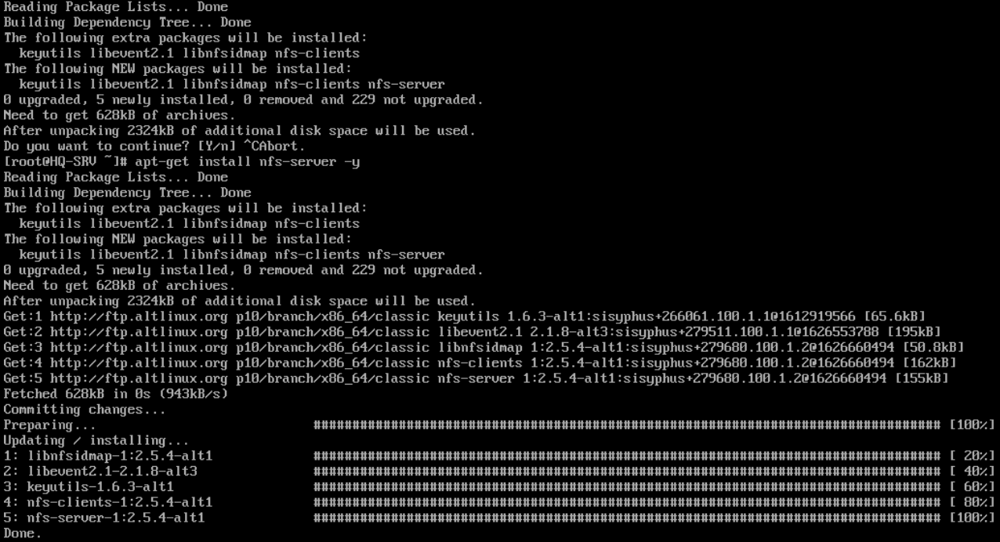 Reading Package Lists... Done
Building Dependency Tree... Done
The following extra packages will be installed:
  keyutils libevent2.1 libnfsidmap nfs-clients
The following NEW packages will be installed:
  keyutils libevent2.1 libnfsidmap nfs-clients nfs-server
0 upgraded, 5 newly installed, 0 removed and 229 not upgraded.
Need to get 628kB of archives.
After unpacking 2324kB of additional disk space will be used.
Do you want to continue? [Y/n] ^CAbort.
[root@HQ-SRV ~]# apt-get install nfs-server -y
Reading Package Lists... Done
Building Dependency Tree... Done
The following extra packages will be installed:
  keyutils libevent2.1 libnfsidmap nfs-clients
The following NEW packages will be installed:
  keyutils libevent2.1 libnfsidmap nfs-clients nfs-server
0 upgraded, 5 newly installed, 0 removed and 229 not upgraded.
Need to get 628kB of archives.
After unpacking 2324kB of additional disk space will be used.
Get:1 http://ftp.altlinux.org p10/branch/x86_64/classic keyutils 1.6.3-alt1:sisyphus+266061.100.1.1@1612919566 [65.6kB]
Get:2 http://ftp.altlinux.org p10/branch/x86_64/classic libevent2.1 2.1.8-alt3:sisyphus+279511.100.1.1@1626553788 [195kB]
Get:3 http://ftp.altlinux.org p10/branch/x86_64/classic libnfsidmap 1:2.5.4-alt1:sisyphus+279680.100.1.2@1626660494 [50.8kB]
Get:4 http://ftp.altlinux.org p10/branch/x86_64/classic nfs-clients 1:2.5.4-alt1:sisyphus+279680.100.1.2@1626660494 [162kB]
Get:5 http://ftp.altlinux.org p10/branch/x86_64/classic nfs-server 1:2.5.4-alt1:sisyphus+279680.100.1.2@1626660494 [155kB]
Fetched 628kB in 0s (943kB/s)
Committing changes...
Preparing... ################################################################################# [100%]
Updating / installing...
1: libnfsidmap-1:2.5.4-alt1 ################################################################################# [ 20%]
2: libevent2.1-2.1.8-alt3 ################################################################################# [ 40%]
3: keyutils-1.6.3-alt1 ################################################################################# [ 60%]
4: nfs-clients-1:2.5.4-alt1 ################################################################################# [ 80%]
5: nfs-server-1:2.5.4-alt1 ################################################################################# [100%]
Done.